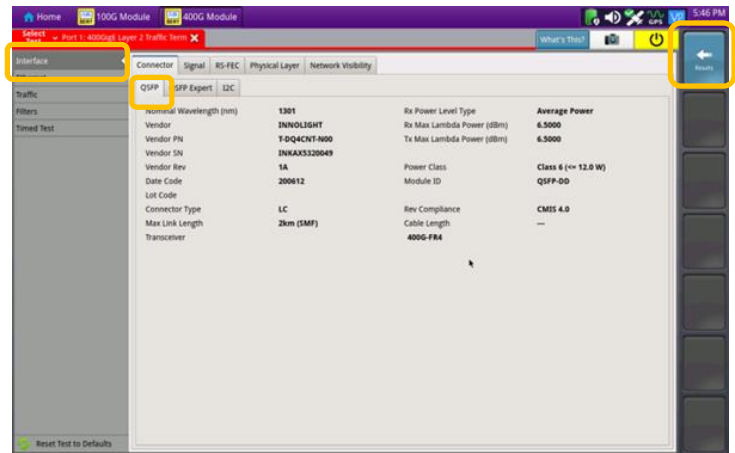 Home 100G Module 400G Module VP 5:46 PM
GPS
Select Test Port 1: 400GigE Layer 2 Traffic Term What's This?
Results
Interface
Ethernet
Traffic
Filters
Timed Test
Connector Signal RS-FEC Physical Layer Network Visibility
QSFP SFP Expert I2C
Nominal Wavelength (nm) 1301 Rx Power Level Type Average Power
Vendor INNOLIGHT Rx Max Lambda Power (dBm) 6.5000
Vendor PN T-DQ4CNT-N00 Tx Max Lambda Power (dBm) 6.5000
Vendor SN INKAX5320049
Vendor Rev 1A Power Class Class 6 (<= 12.0 W)
Date Code 200612 Module ID QSFP-DD
Lot Code
Connector Type LC Rev Compliance CMIS 4.0
Max Link Length 2km (SMF) Cable Length —
Transceiver 400G-FR4
Reset Test to Defaults